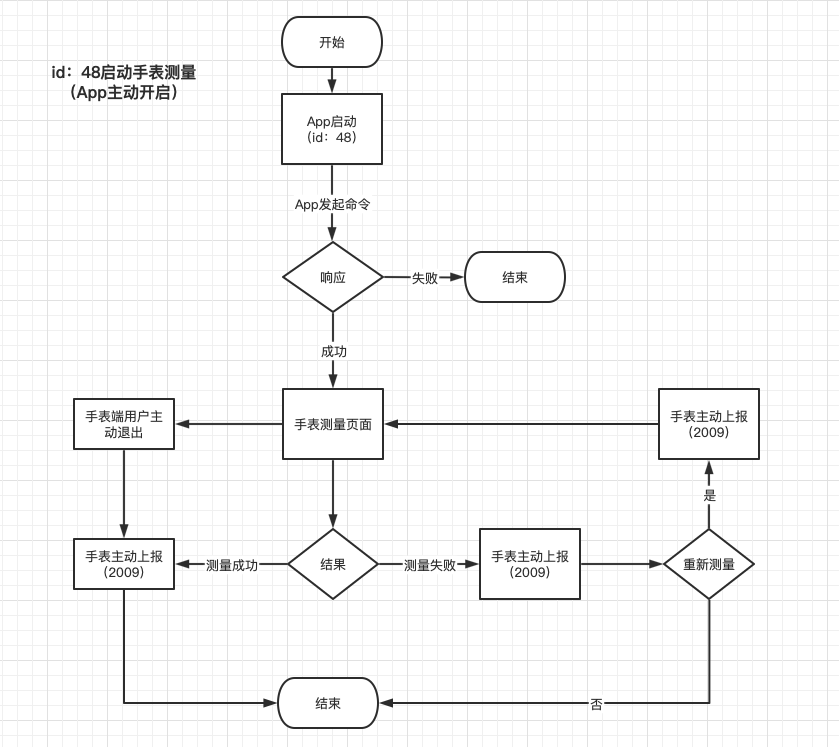 开始
id：48启动手表测量
（App主动开启）
App启动
（id：48)
App发起命令
响应
失败
结束
成功
手表端用户主
动退出
手表测量页面
手表主动上报
（2009)
是
手表主动上报
（2009)
测量成功
结果
测量失败
手表主动上报
（2009)
重新测量
结束
否